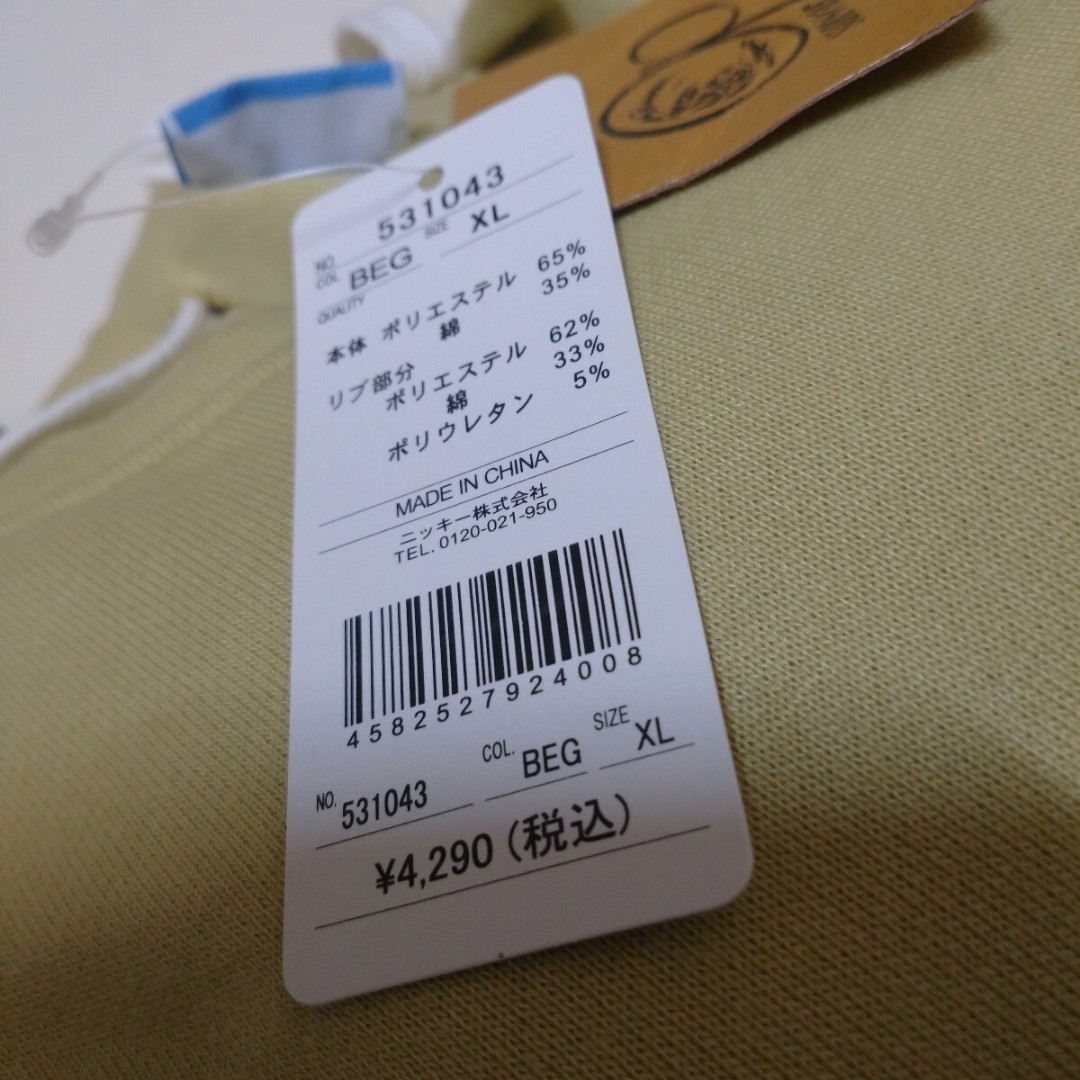 NO. 531043
COL. BEG SIZE XL
QUALITY
本体 ポリエステル 65%
綿 35%
リブ部分
ポリエステル 62%
綿 33%
ポリウレタン 5%
MADE IN CHINA
ニッキー株式会社
TEL. 0120-021-950
4582527924008
NO. 531043 COL. BEG SIZE XL
¥4,290 (税込)